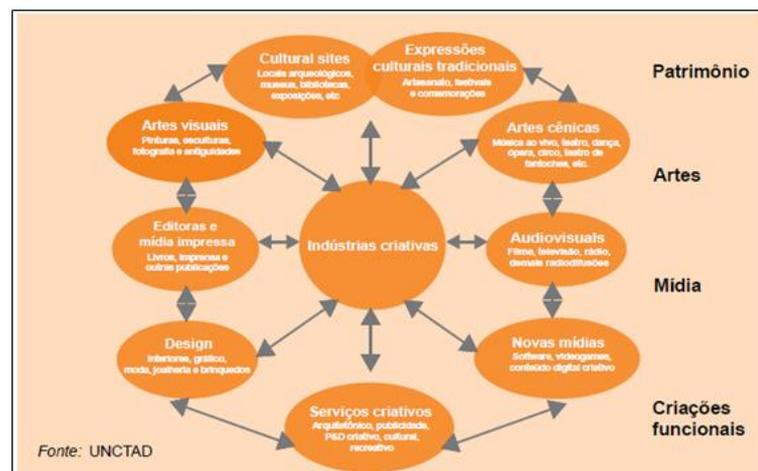 Cultural sites
Locais arqueológicos,
museus, bibliotecas,
exposições, etc
Expressões
culturais tradicionais
Artesanato, festivais
e comemorações
Patrimônio
Artes visuais
Pinturas, esculturas,
fotografia e antiguidades
Artes cênicas
Música ao vivo, teatro, dança,
ópera, circo, teatro de
fantoches, etc.
Artes
Editoras e
mídia impressa
Livros, imprensa e
outras publicações
Indústrias criativas
Audiovisuals
Filme, televisão, rádio,
demais radiodifusões
Mídia
Design
Interiores, gráfico,
moda, joalheria e brinquedos
Novas mídias
Software, videogames,
conteúdo digital criativo
Serviços criativos
Arquitetônico, publicidade,
P&D criativo, cultural,
recreativo
Criações
funcionais
Fonte: UNCTAD